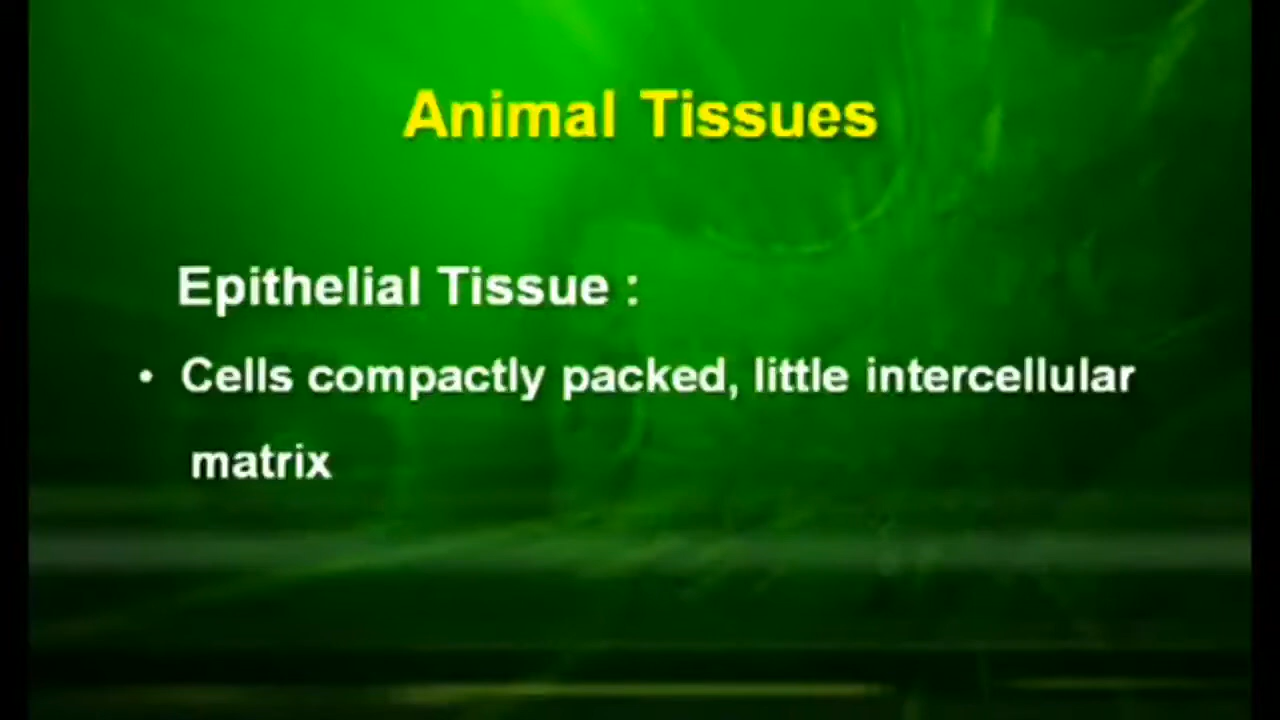 Animal Tissues
Epithelial Tissue :
• Cells compactly packed, little intercellular
matrix